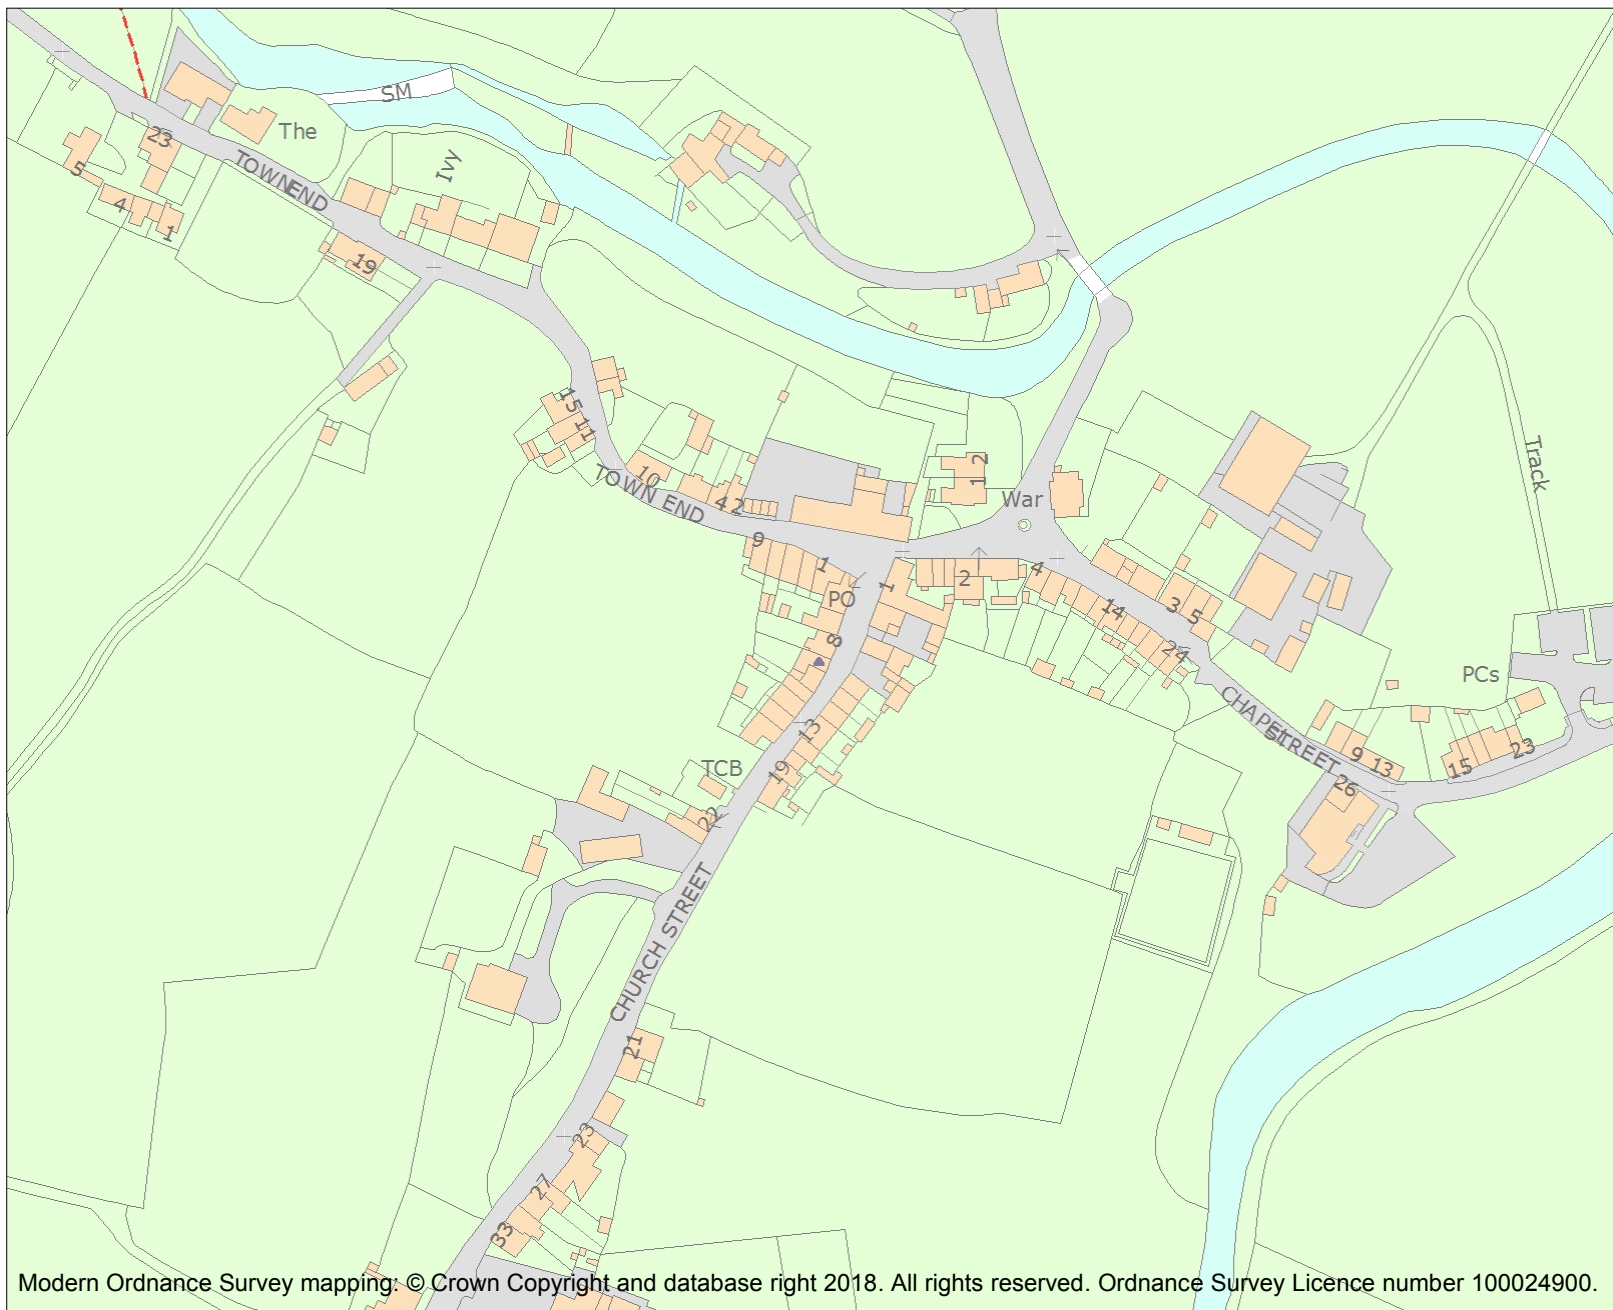 SM
The
Ivy
23
TOWN END
5
4
1
19
15
11
Track
10
TOWN END
4
2
1 2
War
9
1
PO
1
2
4
14
3
5
8
24
PCs
CHAPEL STREET
13
19
TCB
22
9
13
15
23
26
CHURCH STREET
21
23
27
33
Modern Ordnance Survey mapping: © Crown Copyright and database right 2018. All rights reserved. Ordnance Survey Licence number 100024900.